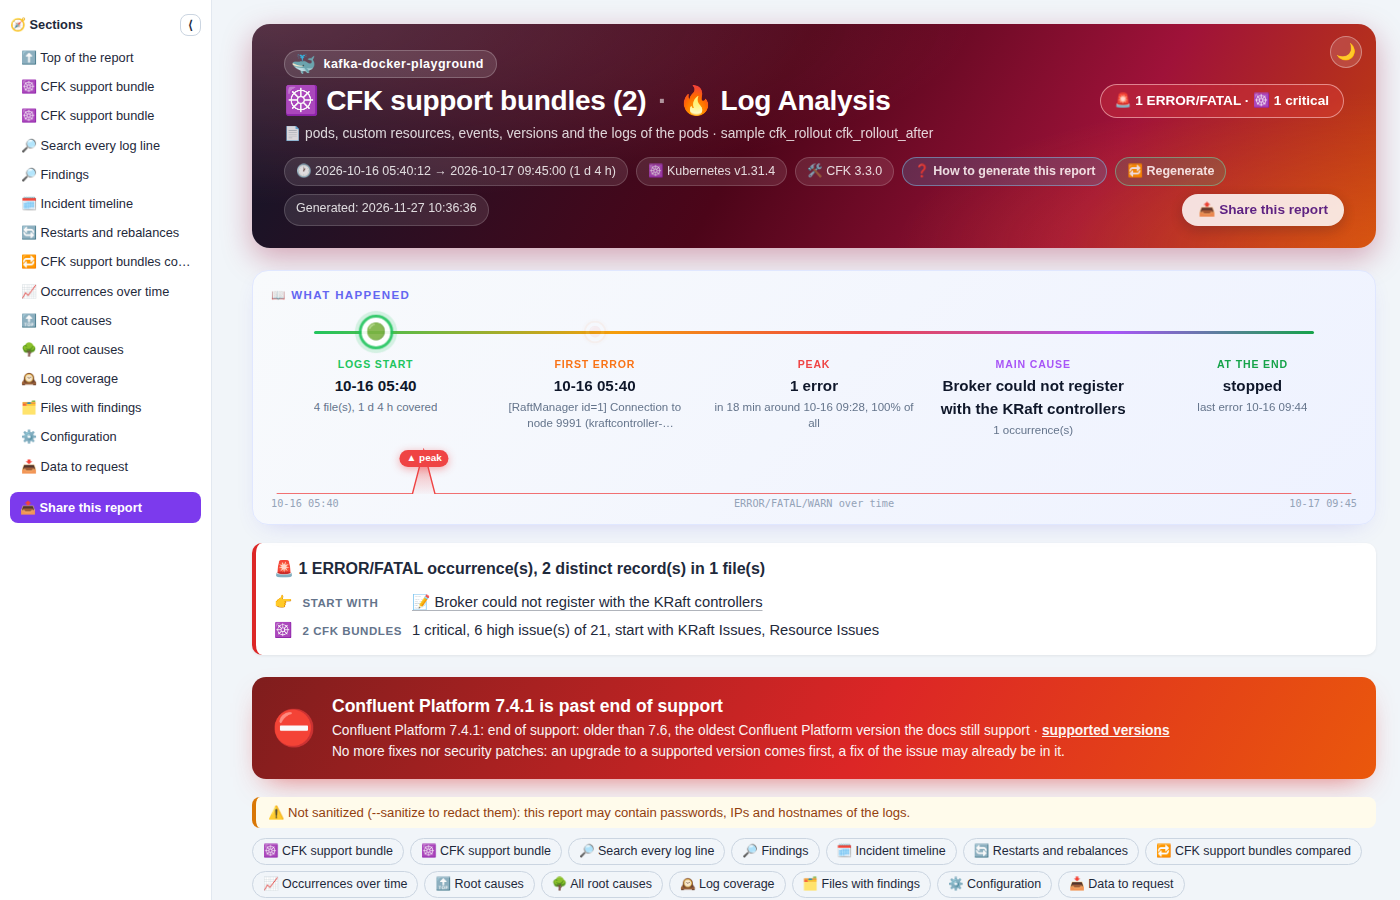 Sections
⟨
Top of the report
CFK support bundle
CFK support bundle
Search every log line
Findings
Incident timeline
Restarts and rebalances
CFK support bundles co…
Occurrences over time
Root causes
All root causes
Log coverage
Files with findings
Configuration
Data to request
Share this report
kafka-docker-playground
CFK support bundles (2) · Log Analysis
1 ERROR/FATAL · 1 critical
pods, custom resources, events, versions and the logs of the pods · sample cfk_rollout cfk_rollout_after
2026-10-16 05:40:12 → 2026-10-17 09:45:00 (1 d 4 h)
Kubernetes v1.31.4
CFK 3.3.0
How to generate this report
Regenerate
Generated: 2026-11-27 10:36:36
Share this report
WHAT HAPPENED
LOGS START
10-16 05:40
4 file(s), 1 d 4 h covered
FIRST ERROR
10-16 05:40
[RaftManager id=1] Connection to
node 9991 (kraftcontroller-…
PEAK
1 error
in 18 min around 10-16 09:28, 100% of
all
MAIN CAUSE
Broker could not register
with the KRaft controllers
1 occurrence(s)
AT THE END
stopped
last error 10-16 09:44
▲ peak
10-16 05:40
ERROR/FATAL/WARN over time
10-17 09:45
1 ERROR/FATAL occurrence(s), 2 distinct record(s) in 1 file(s)
START WITH Broker could not register with the KRaft controllers
2 CFK BUNDLES 1 critical, 6 high issue(s) of 21, start with KRaft Issues, Resource Issues
Confluent Platform 7.4.1 is past end of support
Confluent Platform 7.4.1: end of support: older than 7.6, the oldest Confluent Platform version the docs still support · supported versions
No more fixes nor security patches: an upgrade to a supported version comes first, a fix of the issue may already be in it.
Not sanitized (--sanitize to redact them): this report may contain passwords, IPs and hostnames of the logs.
CFK support bundle
CFK support bundle
Search every log line
Findings
Incident timeline
Restarts and rebalances
CFK support bundles compared
Occurrences over time
Root causes
All root causes
Log coverage
Files with findings
Configuration
Data to request